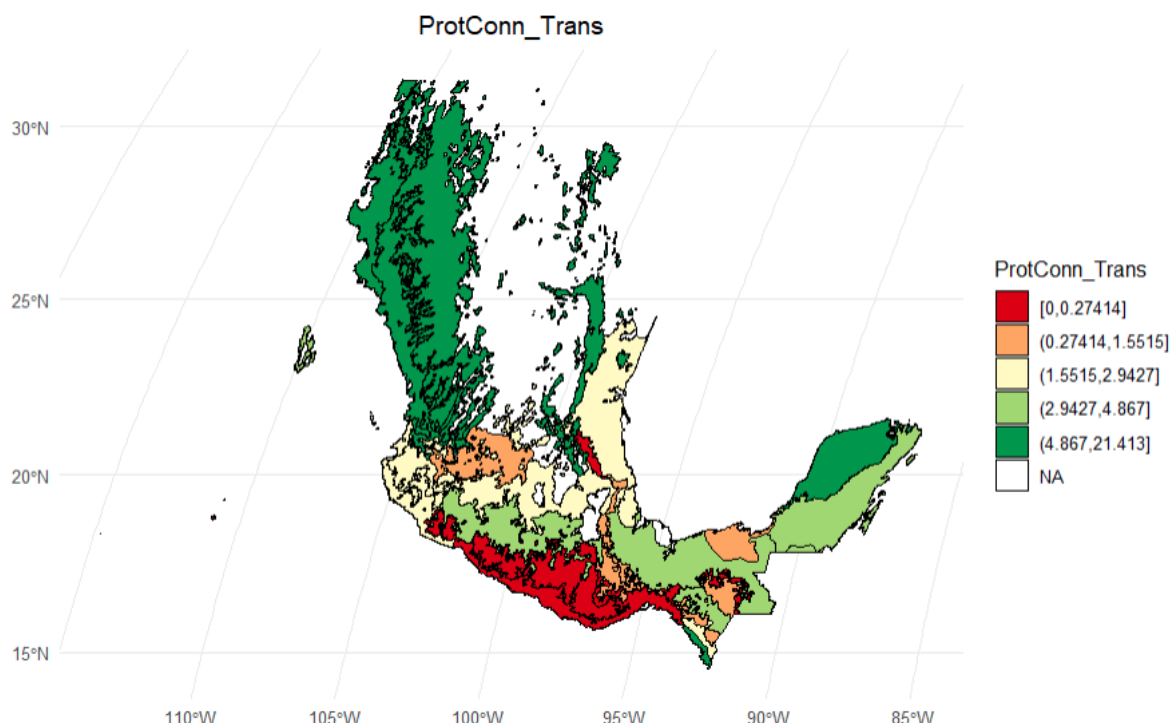 ProtConn_Trans
30°N
25°N
20°N
15°N
110°W
105°W
100°W
95°W
90°W
85°W
ProtConn_Trans
[0,0.27414]
(0.27414,1.5515]
(1.5515,2.9427]
(2.9427,4.867]
(4.867,21.413]
NA